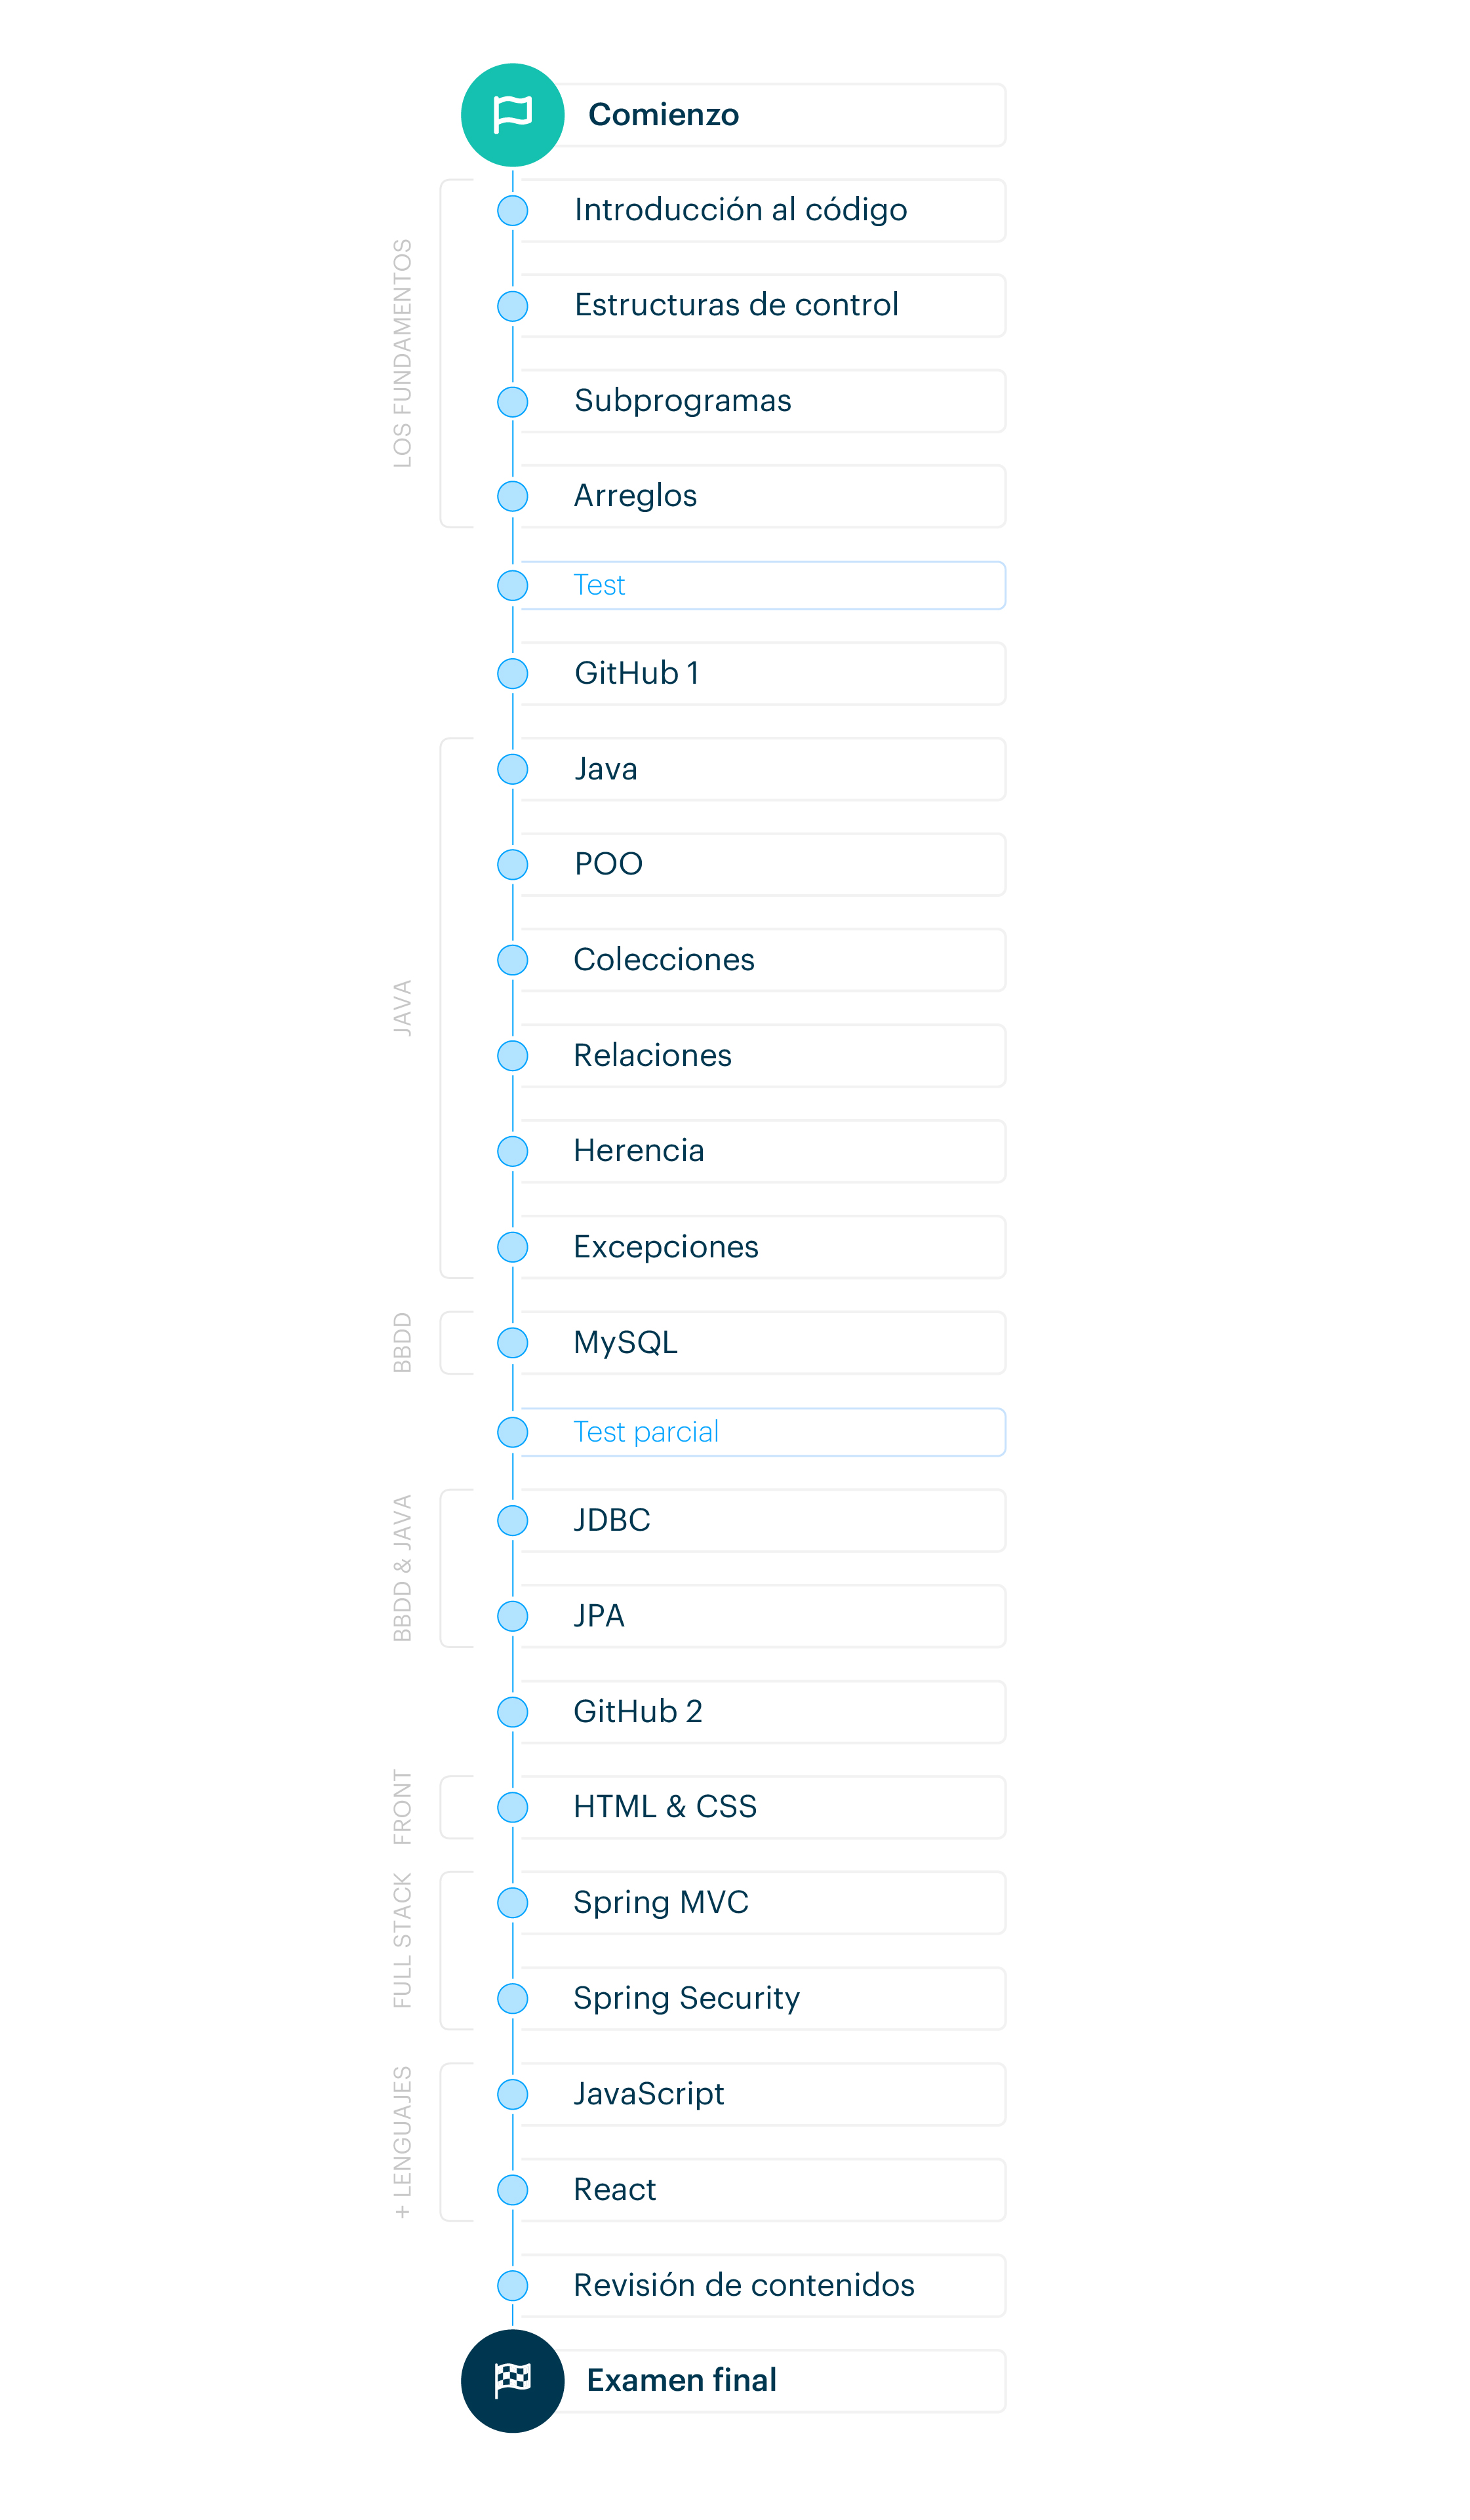 Comienzo
LOS FUNDAMENTOS
Introducción al código
Estructuras de control
Subprogramas
Arreglos
Test
GitHub 1
JAVA
Java
POO
Colecciones
Relaciones
Herencia
Excepciones
BBDD
MySQL
Test parcial
BBDD & JAVA
JDBC
JPA
GitHub 2
FRONT
HTML & CSS
FULL STACK
Spring MVC
Spring Security
+ LENGUAJES
JavaScript
React
Revisión de contenidos
Examen final